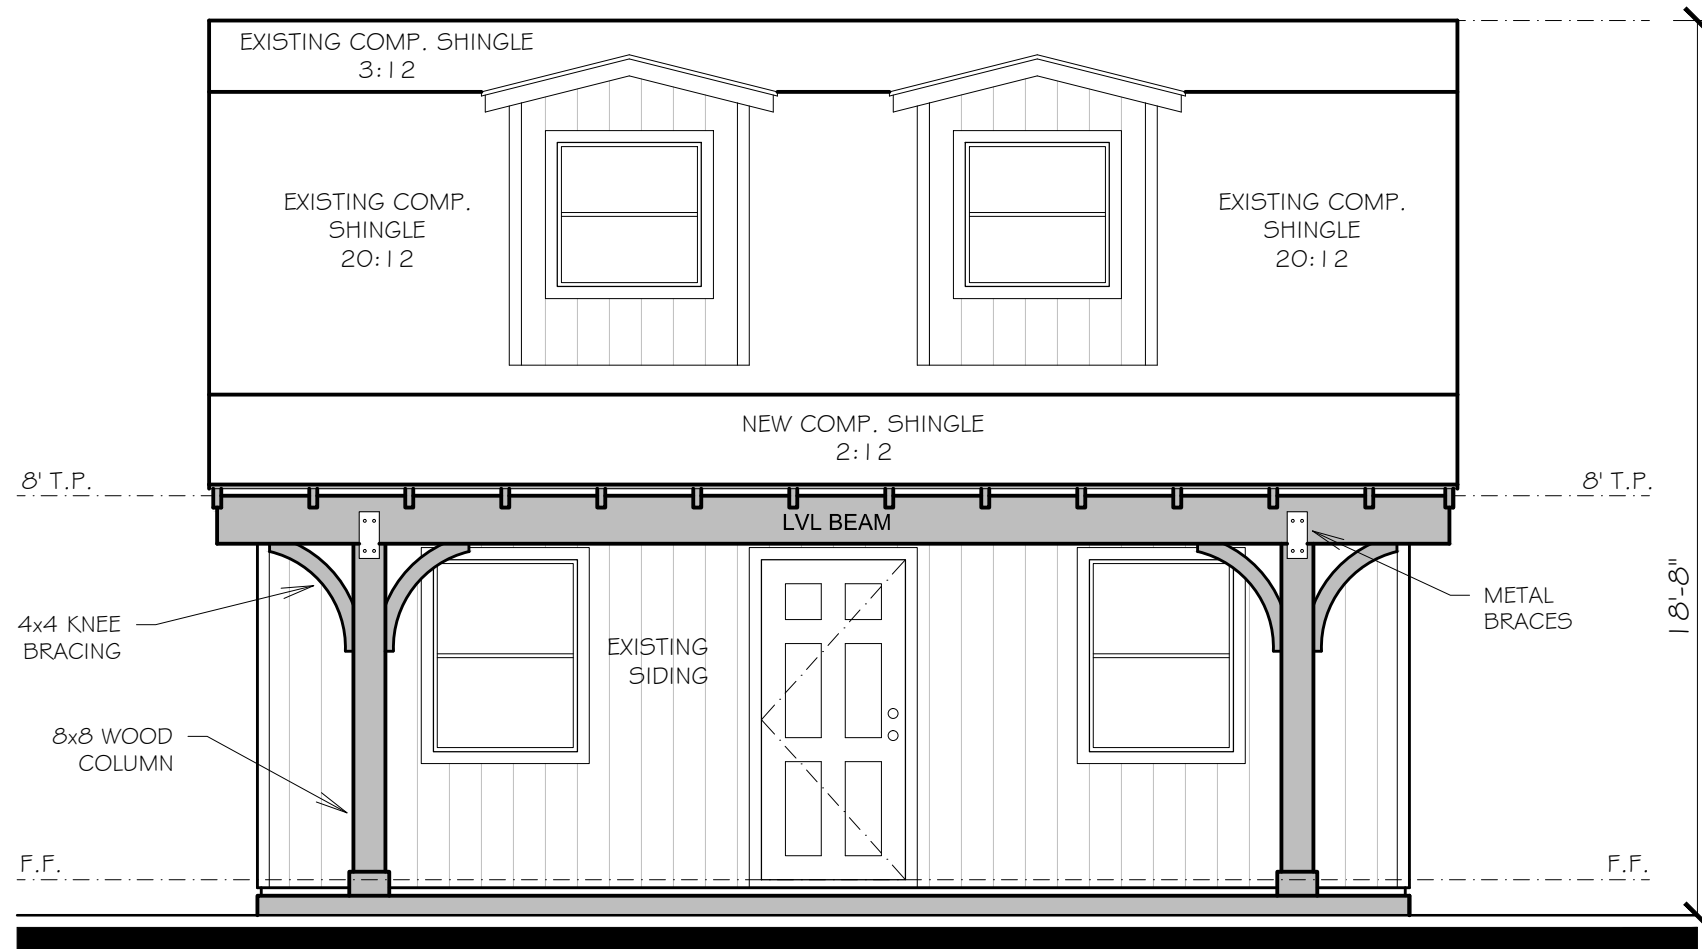 EXISTING COMP. SHINGLE
3:12
EXISTING COMP.
SHINGLE
20:12
EXISTING COMP.
SHINGLE
20:12
NEW COMP. SHINGLE
2:12
8' T.P.
8' T.P.
LVL BEAM
18'-8"
METAL
BRACES
4x4 KNEE
BRACING
EXISTING
SIDING
8x8 WOOD
COLUMN
F.F.
F.F.